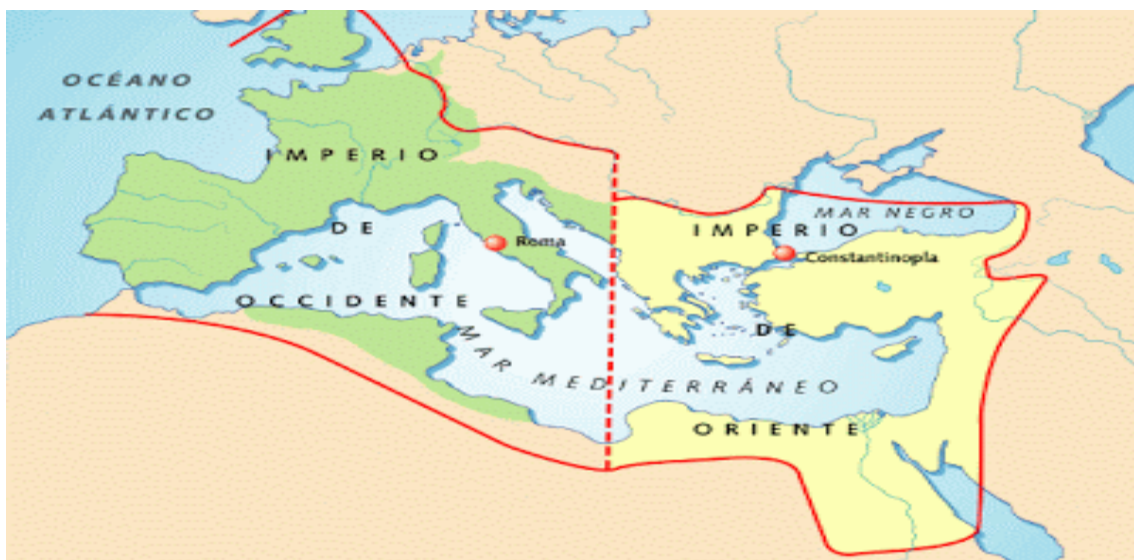 OCÉANO
ATLÁNTICO
IMPERIO
DE
OCCIDENTE
Roma
MAR MEDITERRÁNEO
MAR NEGRO
IMPERIO
Constantinopla
DE
ORIENTE